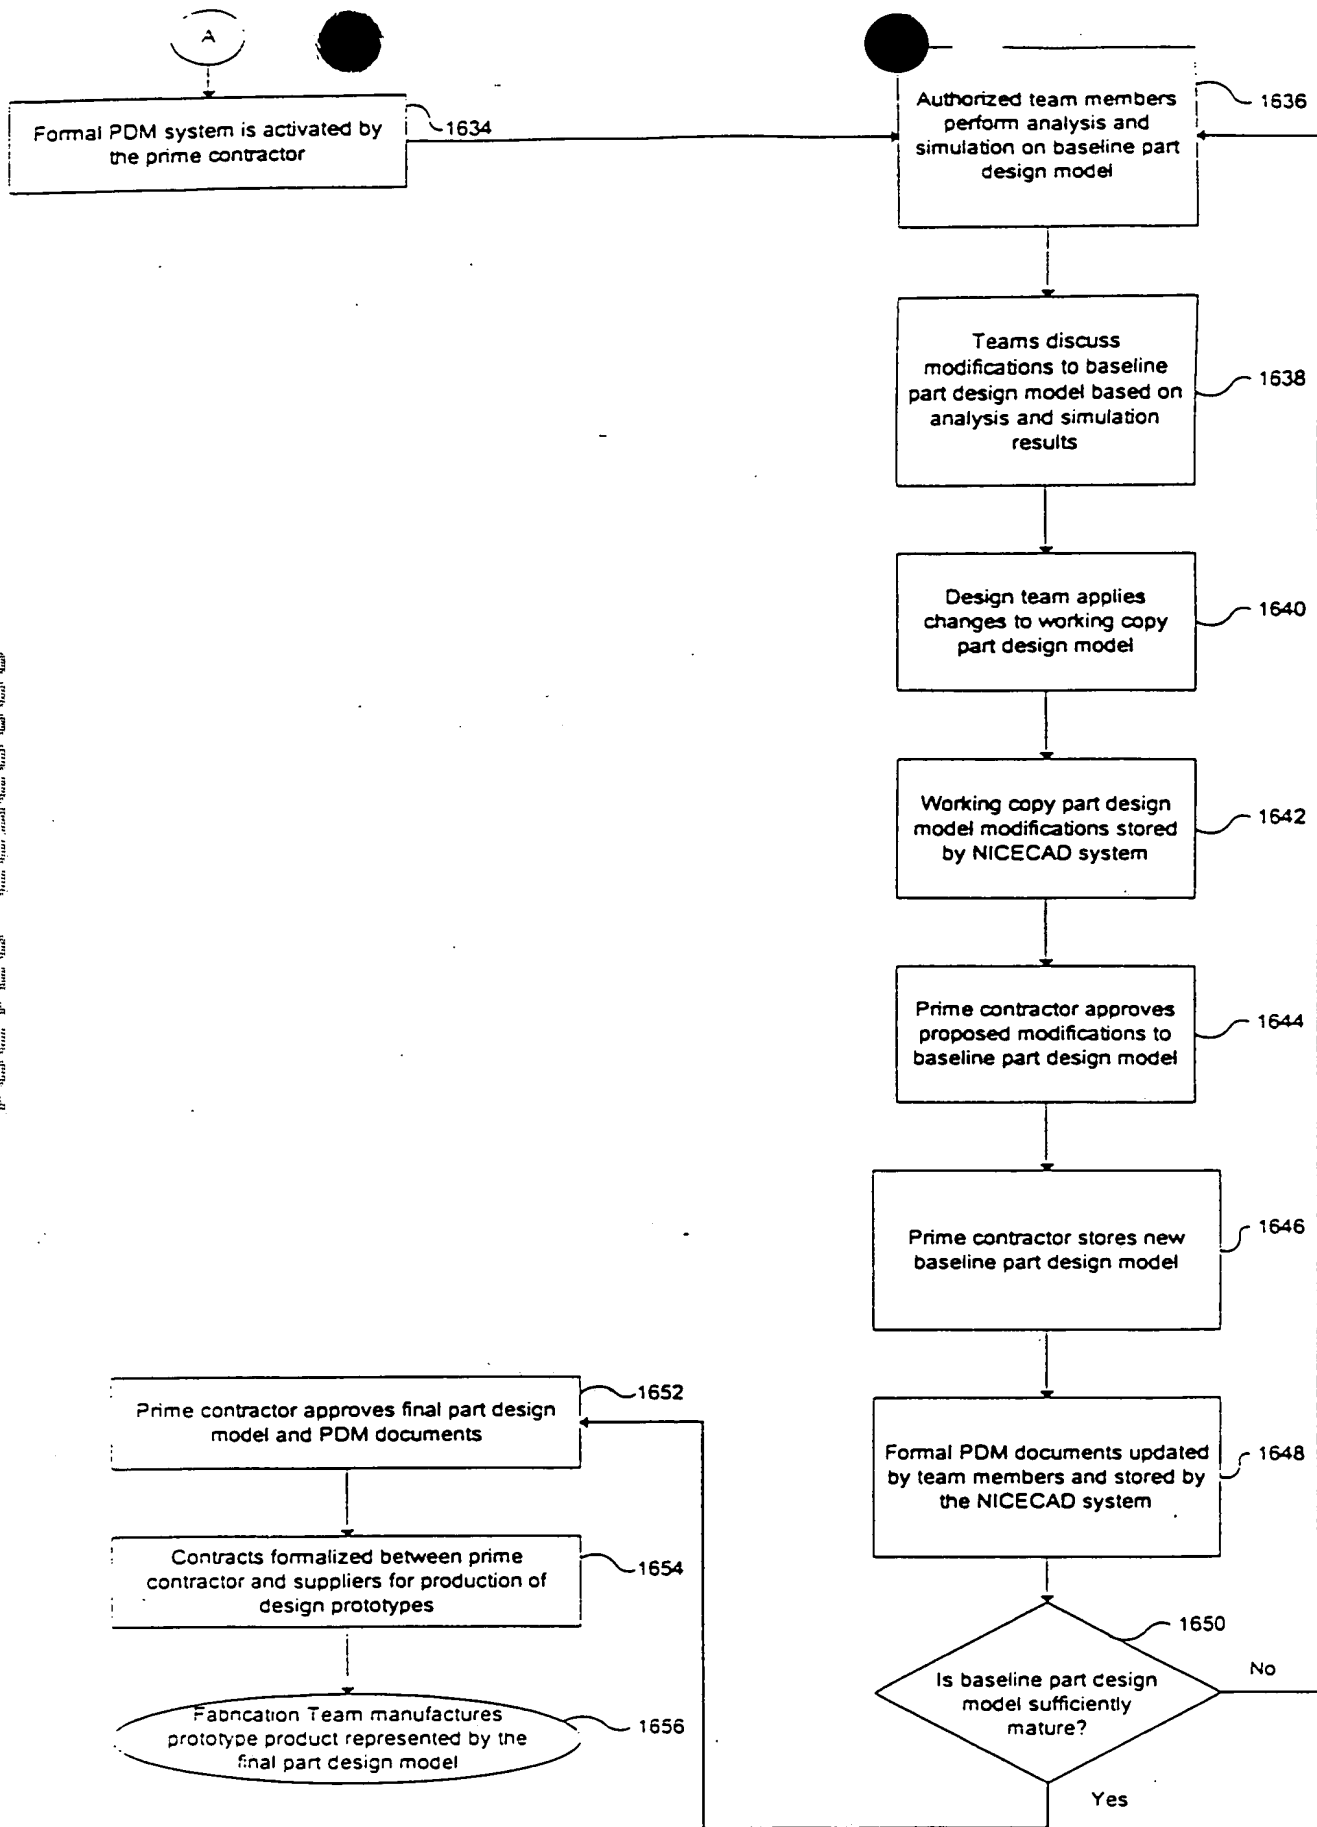 A
Formal PDM system is activated by
the prime contractor
1634
Authorized team members
perform analysis and
simulation on baseline part
design model
1636
Teams discuss
modifications to baseline
part design model based on
analysis and simulation
results
1638
Design team applies
changes to working copy
part design model
1640
Working copy part design
model modifications stored
by NICECAD system
1642
Prime contractor approves
proposed modifications to
baseline part design model
1644
Prime contractor stores new
baseline part design model
1646
Formal PDM documents updated
by team members and stored by
the NICECAD system
1648
Is baseline part design
model sufficiently
mature?
1650
No
Yes
Prime contractor approves final part design
model and PDM documents
1652
Contracts formalized between prime
contractor and suppliers for production of
design prototypes
1654
Fabrication Team manufactures
prototype product represented by the
final part design model
1656